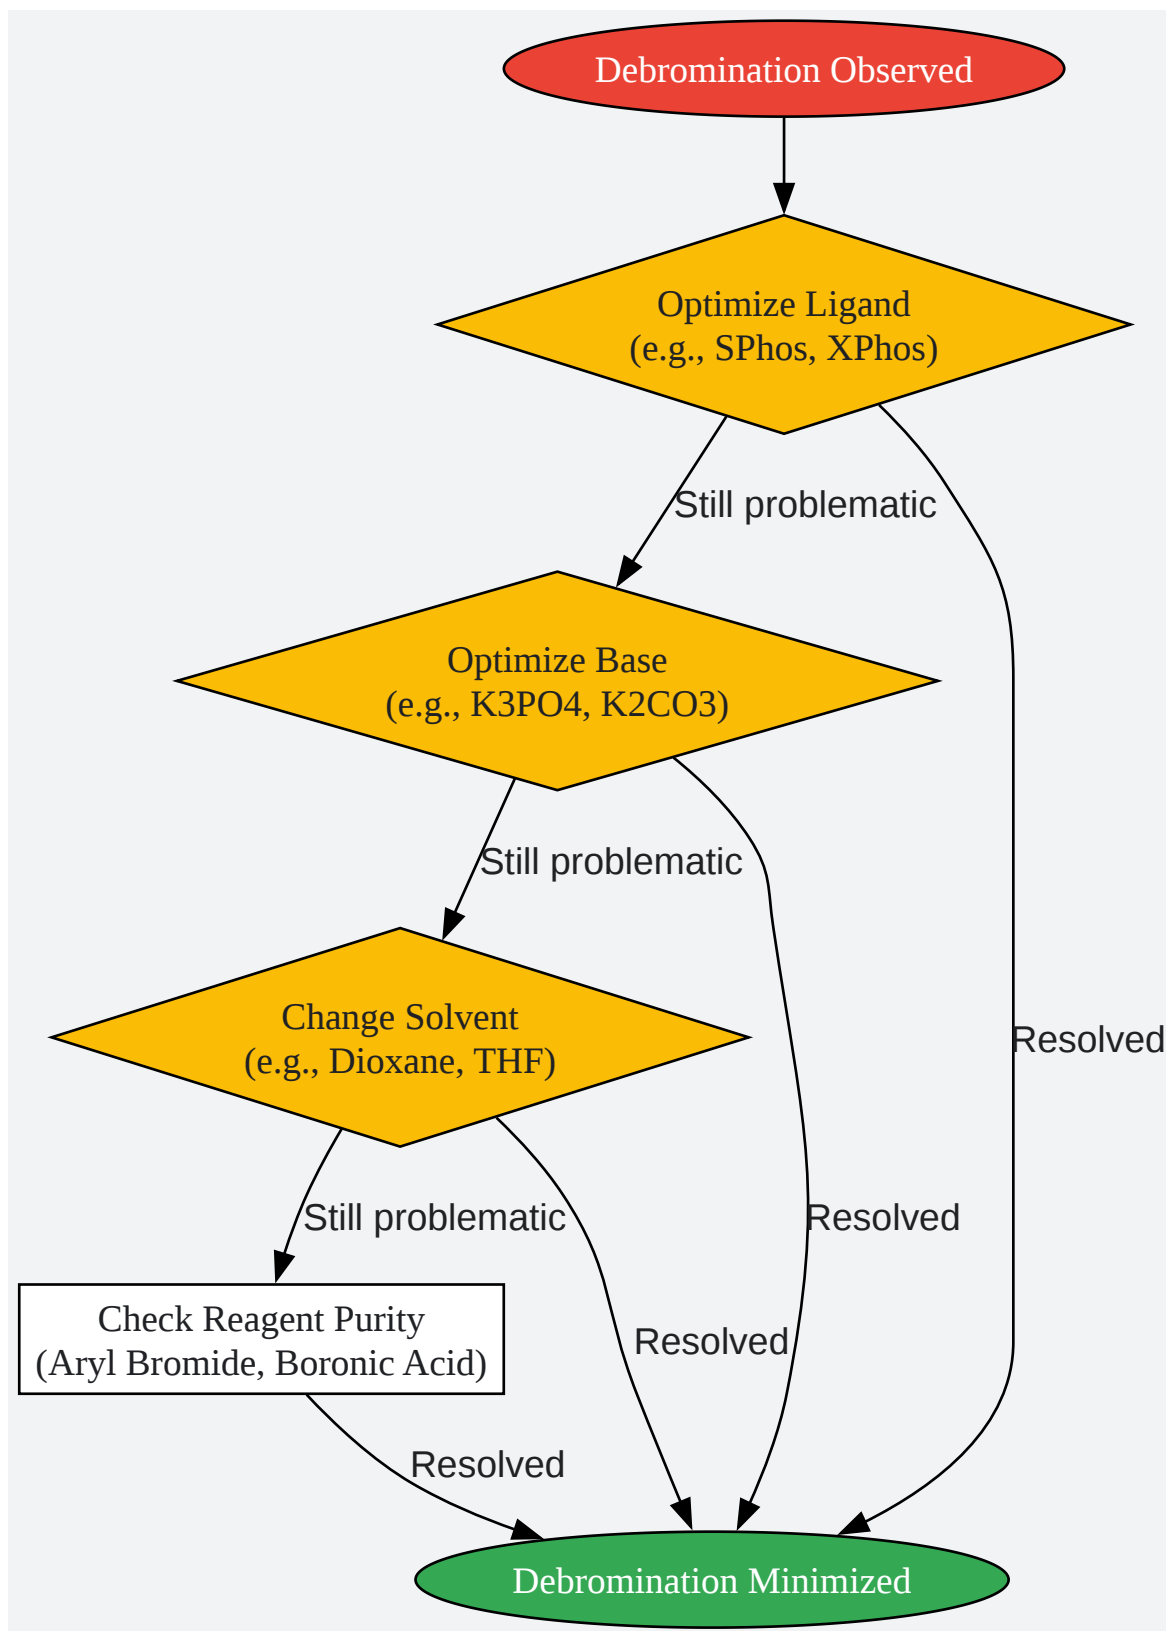 Debromination Observed
Optimize Ligand
(e.g., SPhos, XPhos)
Still problematic
Optimize Base
(e.g., K3PO4, K2CO3)
Still problematic
Change Solvent
(e.g., Dioxane, THF)
Resolved
Still problematic
Resolved
Check Reagent Purity
(Aryl Bromide, Boronic Acid)
Resolved
Resolved
Debromination Minimized